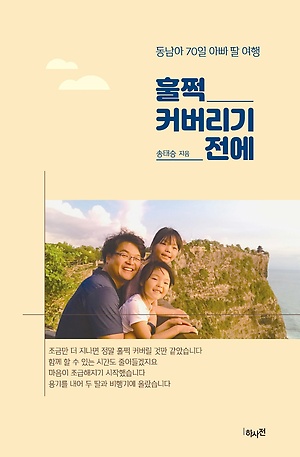 동남아 70일 아빠 딸 여행
훌쩍
커버리기
전에
송태승 지음
조금만 더 지나면 정말 훌쩍 커버릴 것만 같았습니다
함께 할 수 있는 시간도 줄어들겠지요
마음이 조급해지기 시작했습니다
용기를 내어 두 딸과 비행기에 올랐습니다
하사전